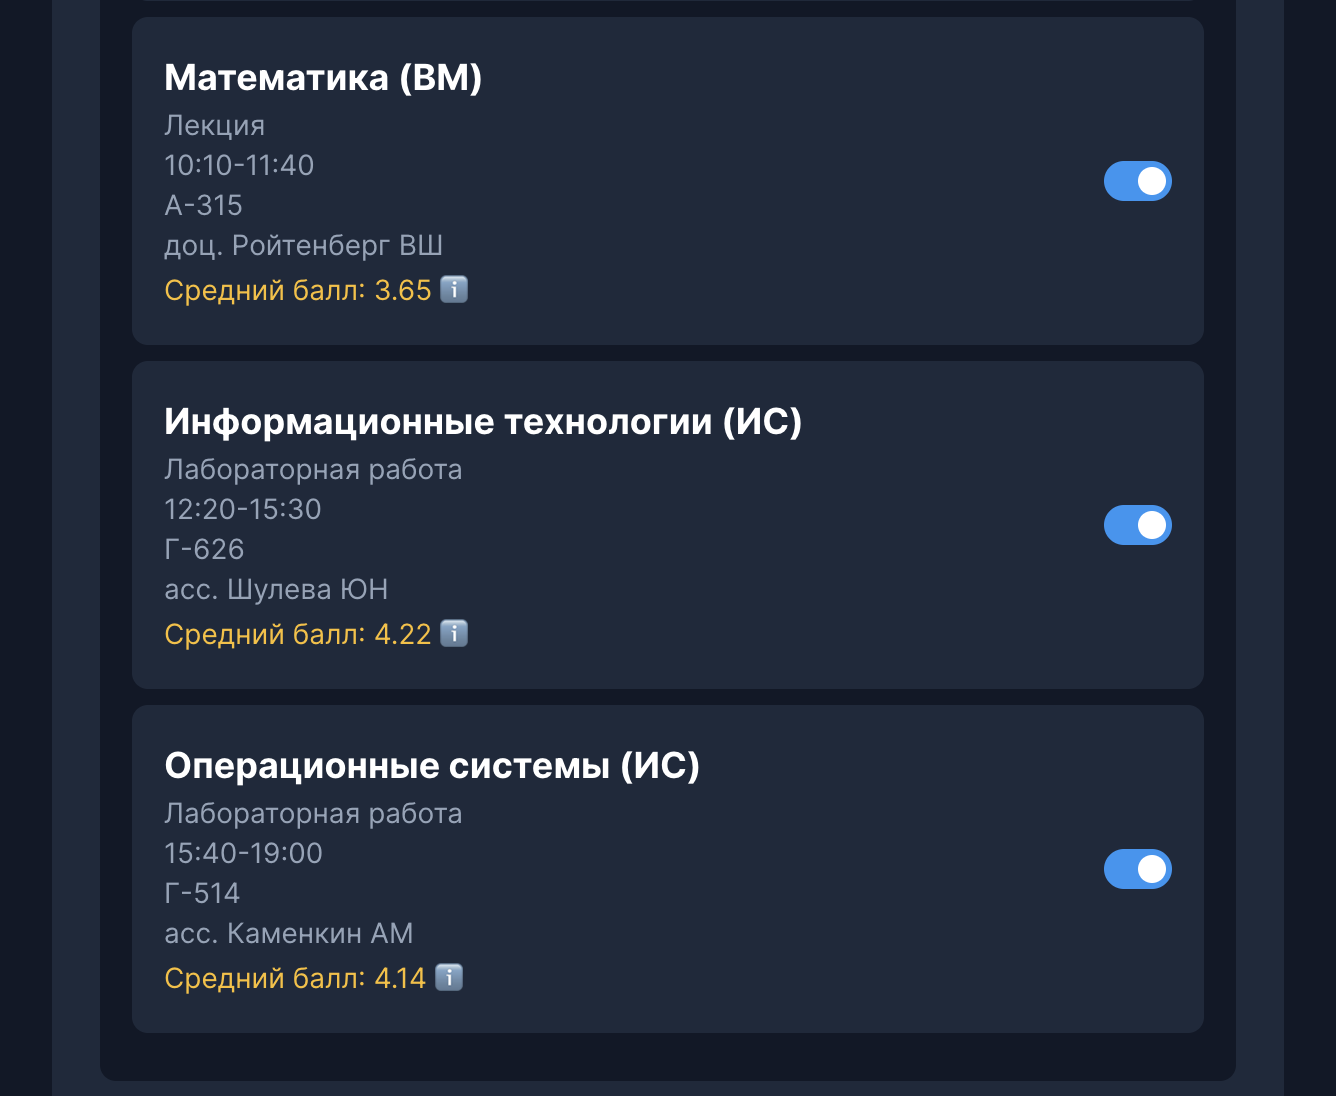 Математика (ВМ)
Лекция
10:10-11:40
А-315
доц. Ройтенберг ВШ
Средний балл: 3.65 ℹ️
Информационные технологии (ИС)
Лабораторная работа
12:20-15:30
Г-626
асс. Шулева ЮН
Средний балл: 4.22 ℹ️
Операционные системы (ИС)
Лабораторная работа
15:40-19:00
Г-514
асс. Каменкин АМ
Средний балл: 4.14 ℹ️